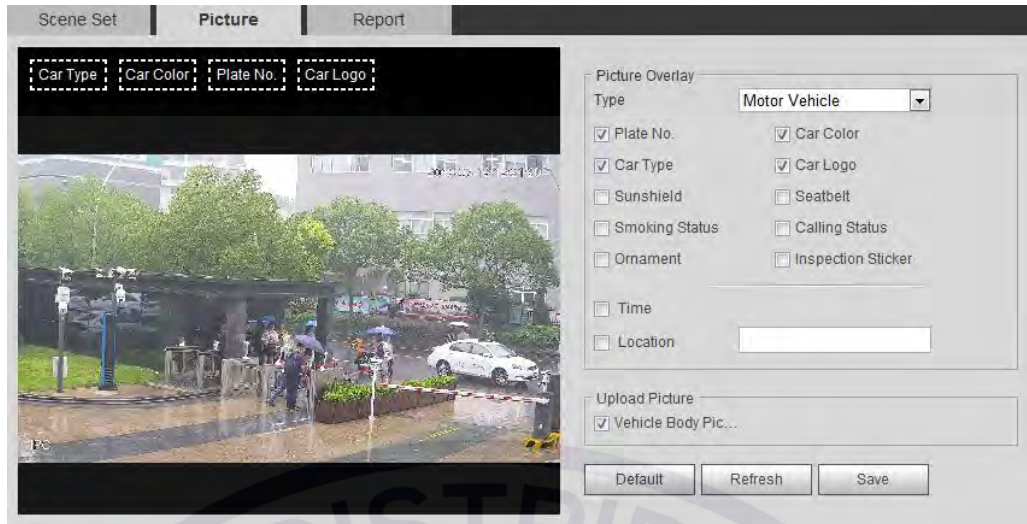 Scene Set Picture Report
Car Type Car Color Plate No. Car Logo
Picture Overlay
Type Motor Vehicle
Plate No. Car Color
Car Type Car Logo
Sunshield Seatbelt
Smoking Status Calling Status
Ornament Inspection Sticker
Time
Location
Upload Picture
Vehicle Body Pic...
Default Refresh Save
IPC